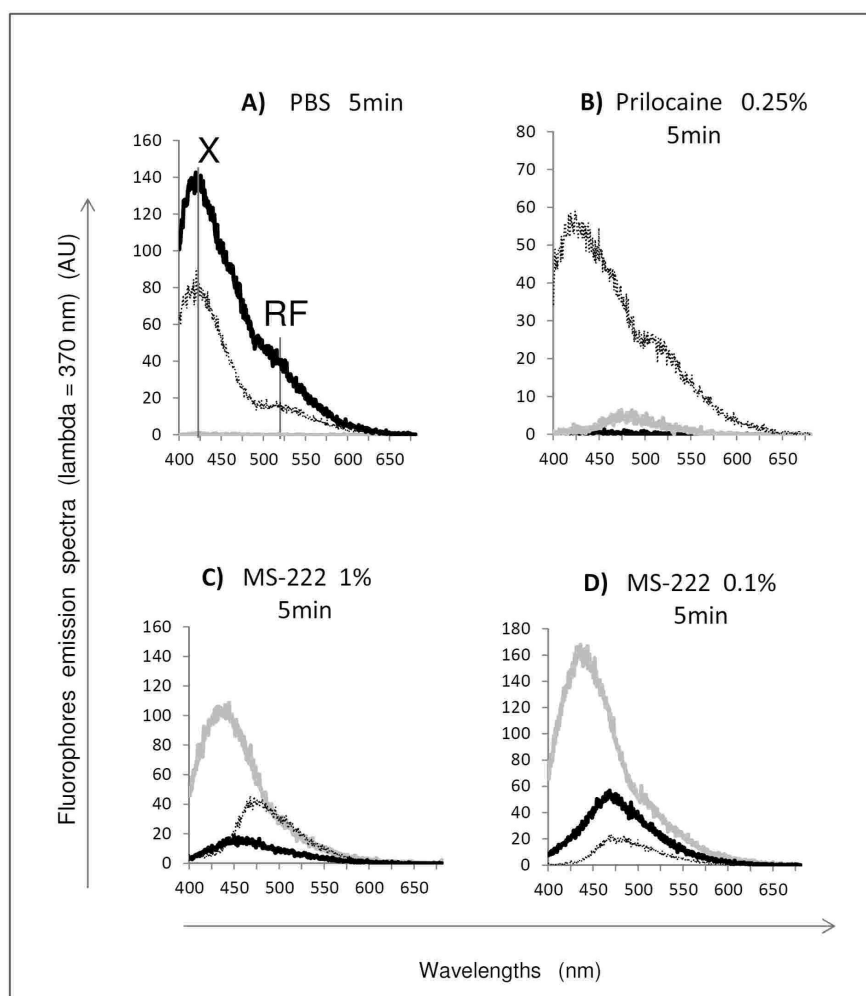 A) PBS 5min
160
140
120
100
80
60
40
20
0
400 450 500 550 600 650
X
RF
B) Prilocaine 0.25%
5min
80
70
60
50
40
30
20
10
0
400 450 500 550 600 650
C) MS-222 1%
5min
160
140
120
100
80
60
40
20
0
400 450 500 550 600 650
D) MS-222 0.1%
5min
180
160
140
120
100
80
60
40
20
0
400 450 500 550 600 650
Fluorophores emission spectra (lambda = 370 nm) (AU)
Wavelengths (nm)